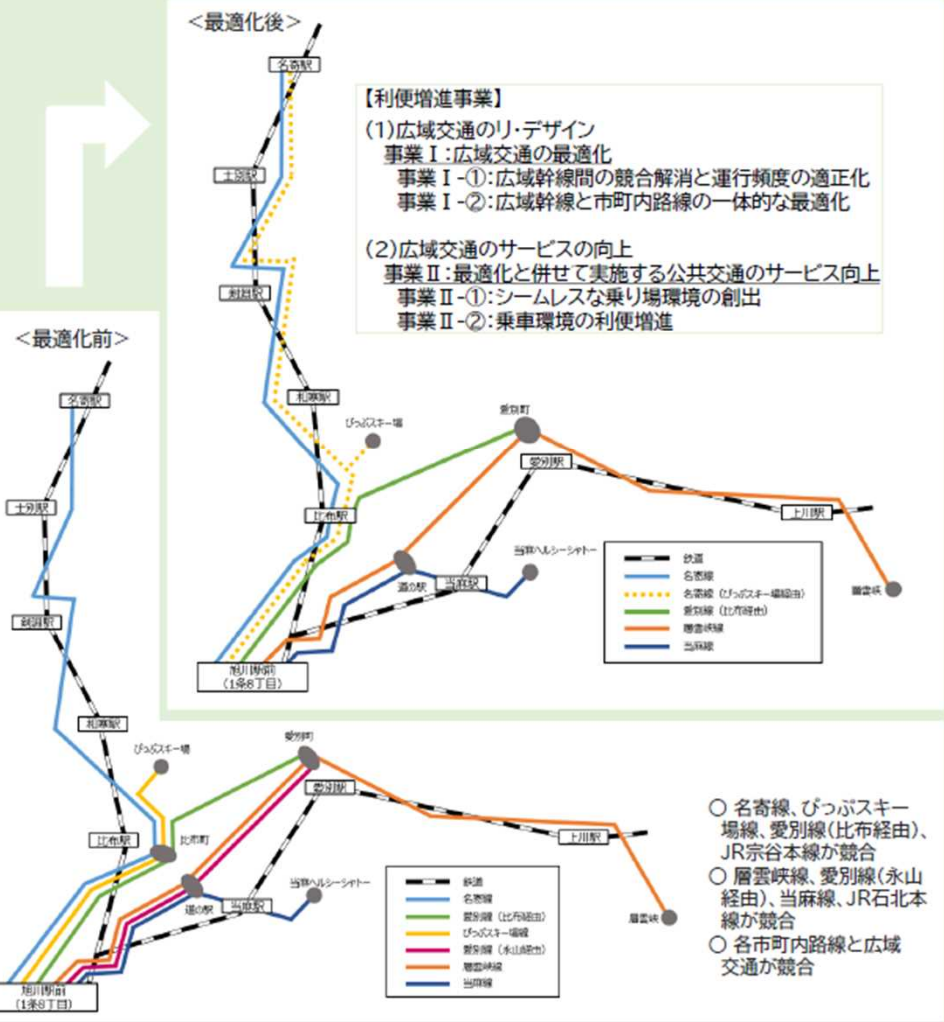 <最適化後>
名寄駅
士別駅
剣淵駅
和寒駅
ぴっぷスキー場
比布駅
愛別町
愛別駅
上川駅
層雲峡
当麻ヘルシーシャトー
道の駅
当麻駅
旭川駅前
(1条8丁目)
【利便増進事業】
(1)広域交通のリ・デザイン
事業Ⅰ:広域交通の最適化
事業Ⅰ-①:広域幹線間の競合解消と運行頻度の適正化
事業Ⅰ-②:広域幹線と市町内路線の一体的な最適化
(2)広域交通のサービスの向上
事業Ⅱ:最適化と併せて実施する公共交通のサービス向上
事業Ⅱ-①:シームレスな乗り場環境の創出
事業Ⅱ-②:乗車環境の利便増進
鉄道
名寄線
名寄線(ぴっぷスキー場経由)
愛別線(比布経由)
層雲峡線
当麻線
<最適化前>
名寄駅
士別駅
剣淵駅
和寒駅
ぴっぷスキー場
比布駅
比布町
愛別町
愛別駅
上川駅
層雲峡
当麻ヘルシーシャトー
道の駅
当麻駅
旭川駅前
(1条8丁目)
鉄道
名寄線
愛別線(比布経由)
ぴっぷスキー場線
愛別線(永山経由)
層雲峡線
当麻線
○ 名寄線、ぴっぷスキー
場線、愛別線(比布経由)、
JR宗谷本線が競合
○ 層雲峡線、愛別線(永山
経由)、当麻線、JR石北本
線が競合
○ 各市町内路線と広域
交通が競合